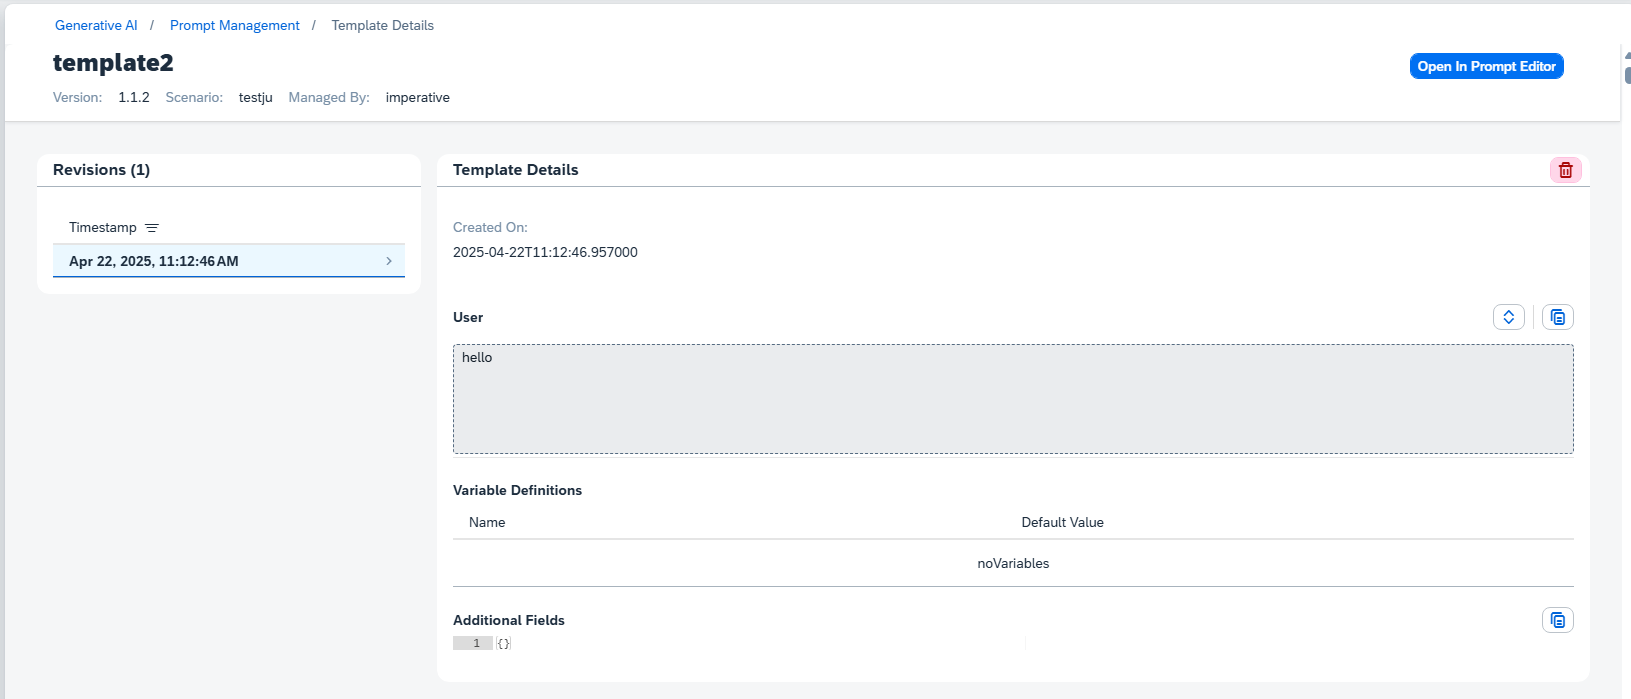 Generative AI / Prompt Management / Template Details
template2
Open In Prompt Editor
Version: 1.1.2 Scenario: testju Managed By: imperative
Revisions (1)
Timestamp
Apr 22, 2025, 11:12:46 AM
Template Details
Created On:
2025-04-22T11:12:46.957000
User
hello
Variable Definitions
Name Default Value
noVariables
Additional Fields
1 {}